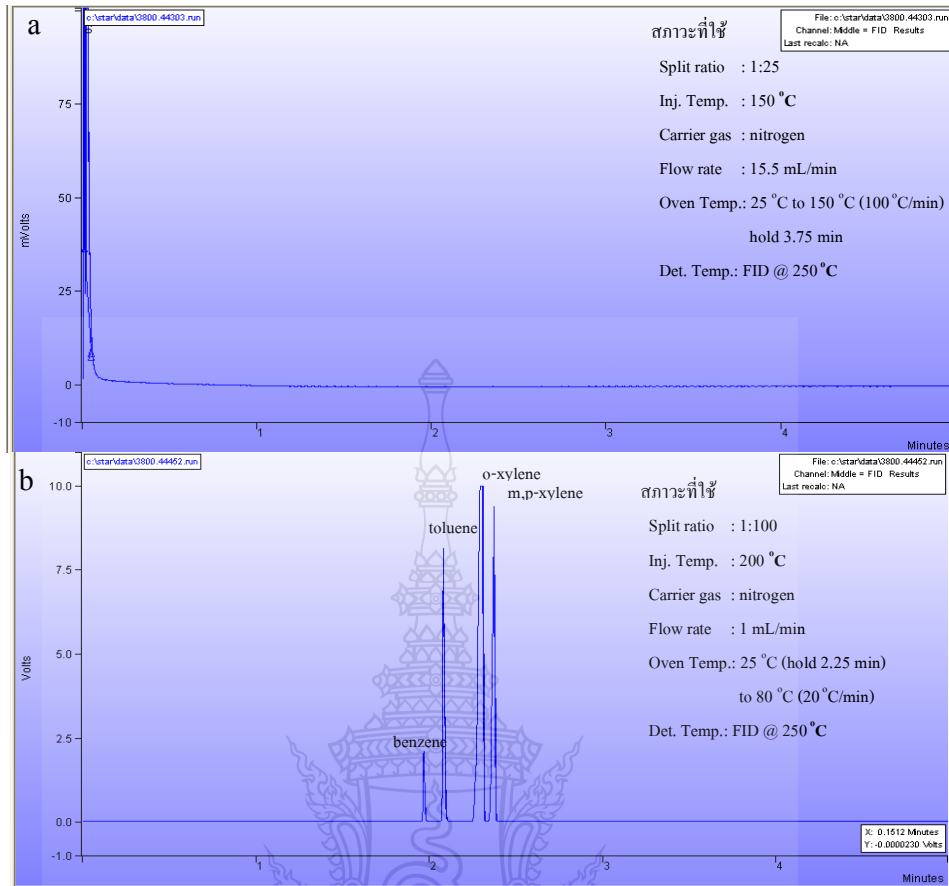 a
c:\star\data\3800.44303.run
File: c:\star\data\3800.44303.run
Channel: Middle = FID Results
Last recalc: NA
สภาวะที่ใช้
Split ratio : 1:25
Inj. Temp. : 150 °C
Carrier gas : nitrogen
Flow rate : 15.5 mL/min
Oven Temp.: 25 °C to 150 °C (100 °C/min)
hold 3.75 min
Det. Temp.: FID @ 250 °C
mVolts
75
50
25
0
-10
1
2
3
4
Minutes
b
c:\star\data\3800.44452.run
File: c:\star\data\3800.44452.run
Channel: Middle = FID Results
Last recalc: NA
สภาวะที่ใช้
Split ratio : 1:100
Inj. Temp. : 200 °C
Carrier gas : nitrogen
Flow rate : 1 mL/min
Oven Temp.: 25 °C (hold 2.25 min)
to 80 °C (20 °C/min)
Det. Temp.: FID @ 250 °C
o-xylene
m,p-xylene
toluene
benzene
Volts
10.0
7.5
5.0
2.5
0.0
-1.0
X: 0.1512 Minutes
Y: -0.0000230 Volts
1
2
3
4
Minutes